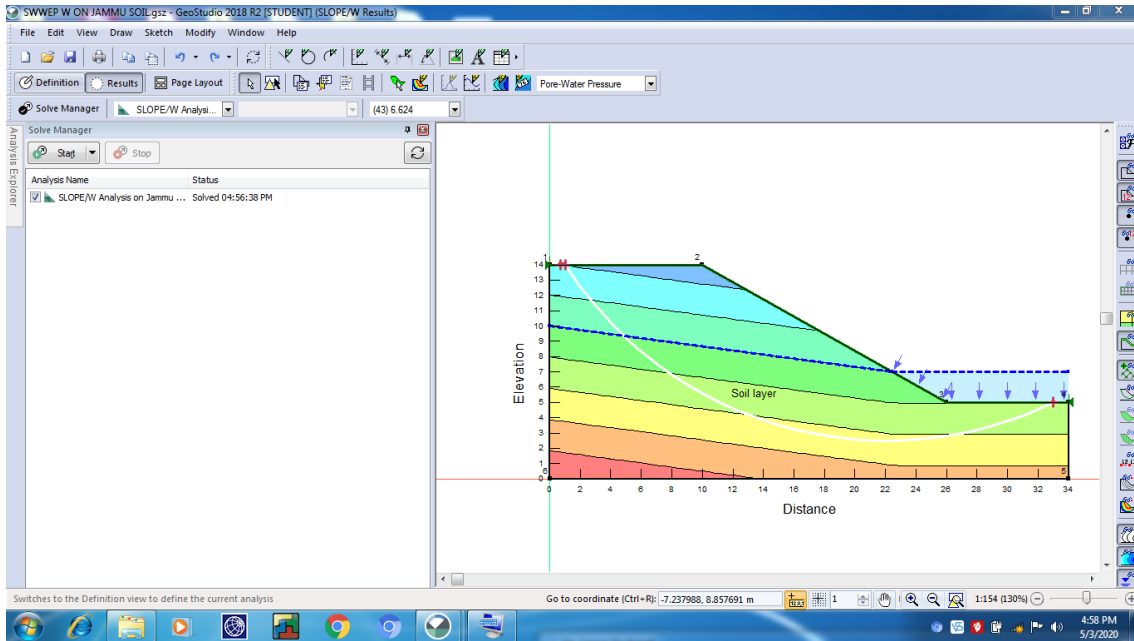 SWWEP W ON JAMMU SOIL.gsz - GeoStudio 2018 R2 [STUDENT] (SLOPE/W Results)
File Edit View Draw Sketch Modify Window Help
Definition Results Page Layout Pore-Water Pressure
Solve Manager SLOPE/W Analysi... (43) 6.624
Analysis Explorer
Solve Manager
Start Stop
Analysis Name Status
SLOPE/W Analysis on Jammu ... Solved 04:56:38 PM
1 2
14
13
12
11
10
9
8
7
6
5
4
3
2
1
0
Elevation
Soil layer
3
6 5
0 2 4 6 8 10 12 14 16 18 20 22 24 26 28 30 32 34
Distance
Switches to the Definition view to define the current analysis
Go to coordinate (Ctrl+R): -7.237988, 8.857691 m 1 1:154 (130%)
4:58 PM
5/3/2020